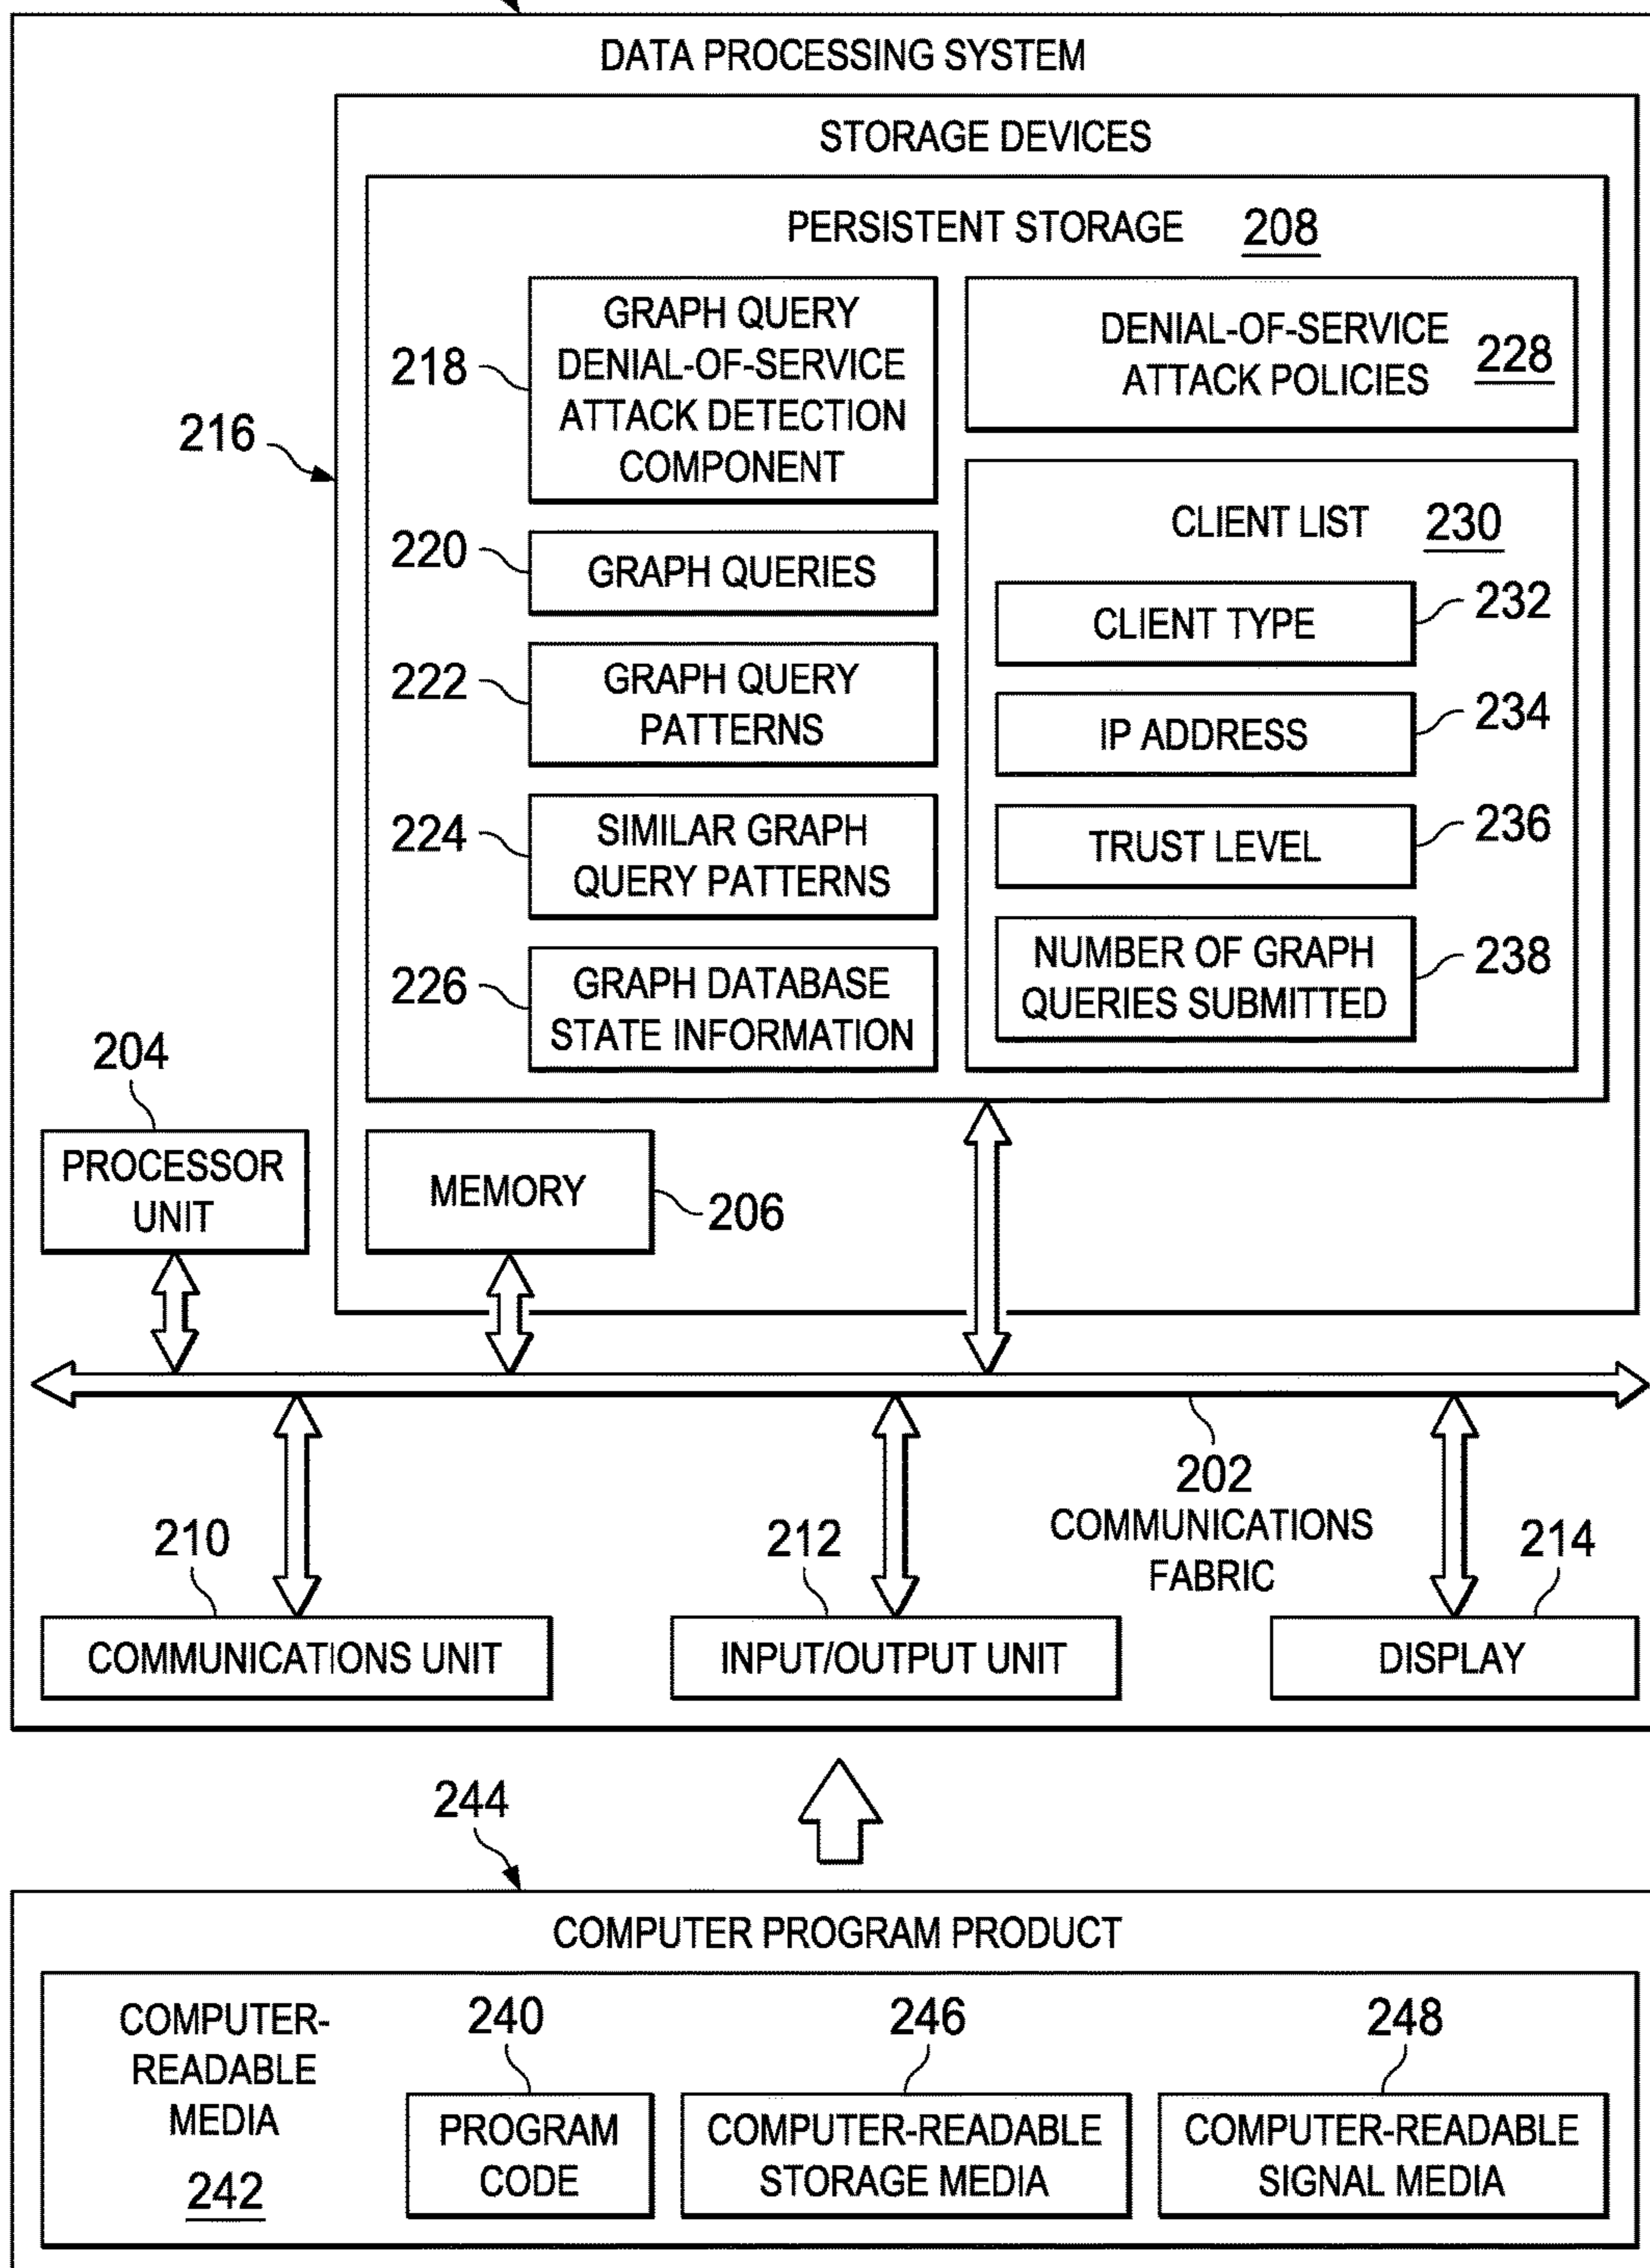 DATA PROCESSING SYSTEM
STORAGE DEVICES
PERSISTENT STORAGE 208
216
218
GRAPH QUERY
DENIAL-OF-SERVICE
ATTACK DETECTION
COMPONENT
220
GRAPH QUERIES
222
GRAPH QUERY
PATTERNS
224
SIMILAR GRAPH
QUERY PATTERNS
226
GRAPH DATABASE
STATE INFORMATION
DENIAL-OF-SERVICE
ATTACK POLICIES
228
CLIENT LIST 230
CLIENT TYPE
232
IP ADDRESS
234
TRUST LEVEL
236
NUMBER OF GRAPH
QUERIES SUBMITTED
238
204
PROCESSOR
UNIT
MEMORY
206
202
COMMUNICATIONS
FABRIC
210
COMMUNICATIONS UNIT
212
INPUT/OUTPUT UNIT
214
DISPLAY
244
COMPUTER PROGRAM PRODUCT
COMPUTER-
READABLE
MEDIA
242
240
PROGRAM
CODE
246
COMPUTER-READABLE
STORAGE MEDIA
248
COMPUTER-READABLE
SIGNAL MEDIA